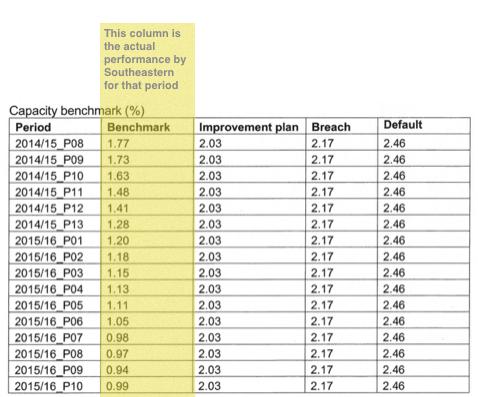 This column is
the actual
performance by
Southeastern
for that period
Capacity benchmark (%)
Period Benchmark Improvement plan Breach Default
2014/15_P08 1.77 2.03 2.17 2.46
2014/15_P09 1.73 2.03 2.17 2.46
2014/15_P10 1.63 2.03 2.17 2.46
2014/15_P11 1.48 2.03 2.17 2.46
2014/15_P12 1.41 2.03 2.17 2.46
2014/15_P13 1.28 2.03 2.17 2.46
2015/16_P01 1.20 2.03 2.17 2.46
2015/16_P02 1.18 2.03 2.17 2.46
2015/16_P03 1.15 2.03 2.17 2.46
2015/16_P04 1.13 2.03 2.17 2.46
2015/16_P05 1.11 2.03 2.17 2.46
2015/16_P06 1.05 2.03 2.17 2.46
2015/16_P07 0.98 2.03 2.17 2.46
2015/16_P08 0.97 2.03 2.17 2.46
2015/16_P09 0.94 2.03 2.17 2.46
2015/16_P10 0.99 2.03 2.17 2.46